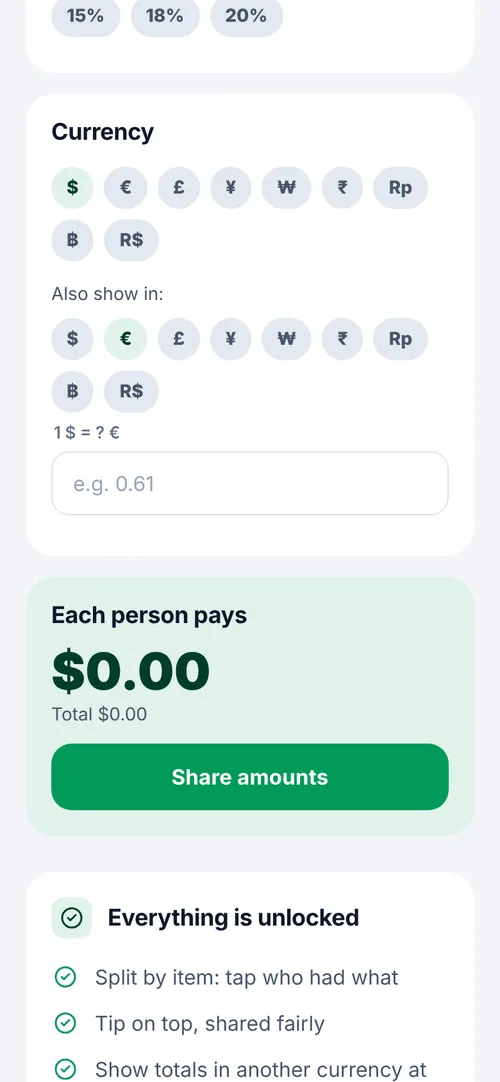 15% 18% 20%
Currency
$ € £ ¥ ₩ ₹ Rp
฿ R$
Also show in:
$ € £ ¥ ₩ ₹ Rp
฿ R$
1 $ = ? €
e.g. 0.61
Each person pays
$0.00
Total $0.00
Share amounts
Everything is unlocked
Split by item: tap who had what
Tip on top, shared fairly
Show totals in another currency at